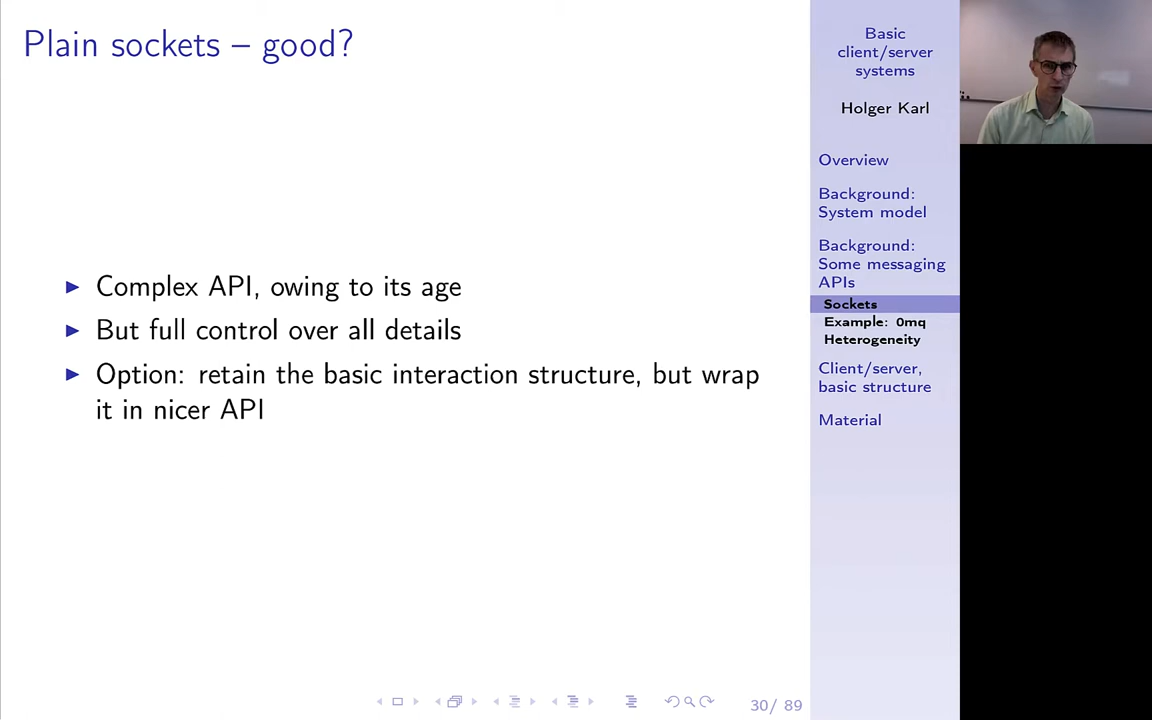 Plain sockets – good?
Complex API, owing to its age
But full control over all details
Option: retain the basic interaction structure, but wrap
it in nicer API
Basic
client/server
systems
Holger Karl
Overview
Background:
System model
Background:
Some messaging
APIs
Sockets
Example: 0mq
Heterogeneity
Client/server,
basic structure
Material
30/ 89